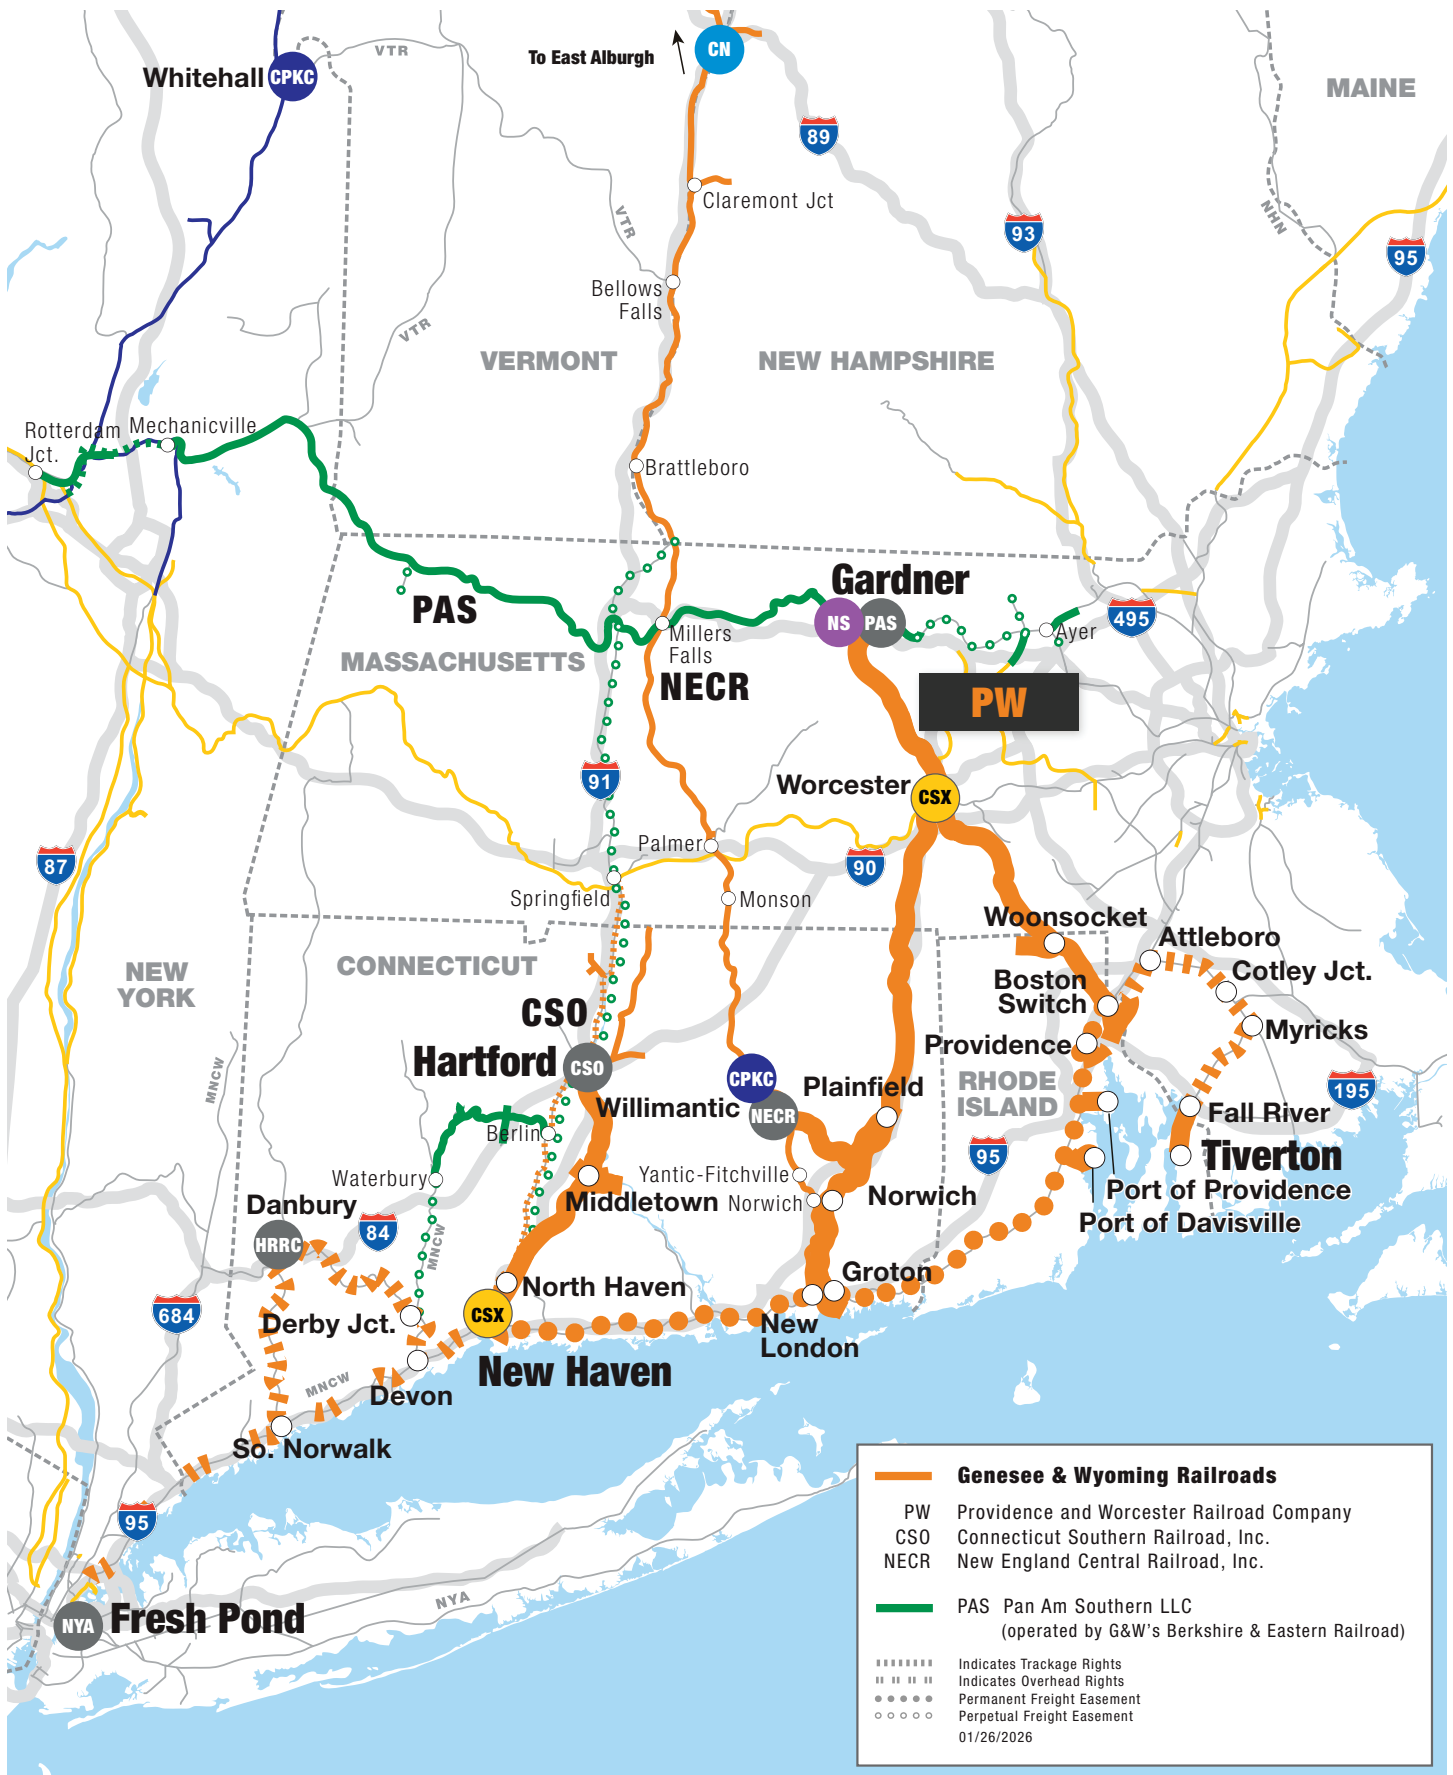 To East Alburgh
CN
VTR
Whitehall
CPKC
MAINE
89
Claremont Jct
VTR
NHN
93
95
Bellows
Falls
VTR
VERMONT
NEW HAMPSHIRE
Rotterdam
Jct.
Mechanicville
Brattleboro
Gardner
NS
PAS
PAS
495
Ayer
Millers
Falls
MASSACHUSETTS
NECR
PW
91
Worcester
CSX
87
Palmer
90
Springfield
Monson
Woonsocket
Attleboro
CONNECTICUT
NEW
YORK
Cotley Jct.
Boston
Switch
CSO
Myricks
Hartford
CSO
Providence
MNCW
CPKC
Plainfield
RHODE
ISLAND
195
Willimantic
NECR
Fall River
Berlin
95
Tiverton
Waterbury
Yantic-Fitchville
Port of Providence
Danbury
Middletown
Norwich
Norwich
Port of Davisville
84
HRRC
MNCW
Groton
North Haven
684
Derby Jct.
CSX
New
London
New Haven
MNCW
Devon
So. Norwalk
95
NYA
NYA
Fresh Pond
Genesee & Wyoming Railroads
PW Providence and Worcester Railroad Company
CSO Connecticut Southern Railroad, Inc.
NECR New England Central Railroad, Inc.
PAS Pan Am Southern LLC
(operated by G&W's Berkshire & Eastern Railroad)
Indicates Trackage Rights
Indicates Overhead Rights
Permanent Freight Easement
Perpetual Freight Easement
01/26/2026